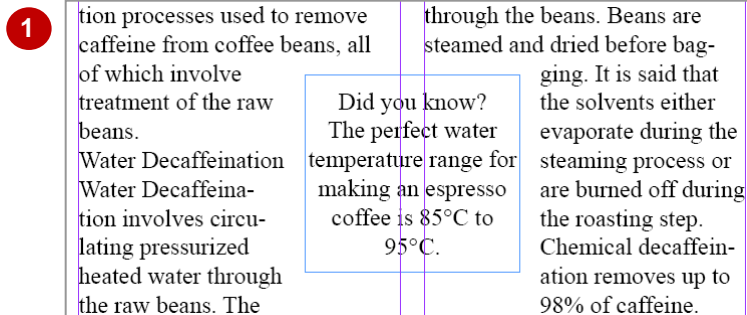 1
tion processes used to remove
caffeine from coffee beans, all
of which involve
treatment of the raw
beans.
Water Decaffeination
Water Decaffeina-
tion involves circu-
lating pressurized
heated water through
the raw beans. The
Did you know?
The perfect water
temperature range for
making an espresso
coffee is 85°C to
95°C.
through the beans. Beans are
steamed and dried before bag-
ging. It is said that
the solvents either
evaporate during the
steaming process or
are burned off during
the roasting step.
Chemical decaffein-
ation removes up to
98% of caffeine.